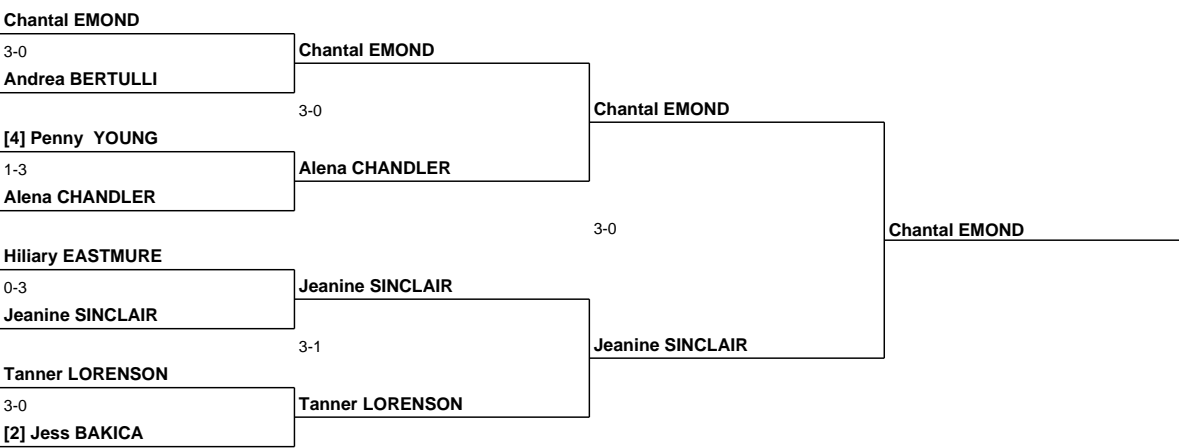 Chantal EMOND
3-0
Andrea BERTULLI
[4] Penny  YOUNG
1-3
Alena CHANDLER
Hiliary EASTMURE
0-3
Jeanine SINCLAIR
Tanner LORENSON
3-0
[2] Jess BAKICA
Chantal EMOND
3-0
Alena CHANDLER
Jeanine SINCLAIR
3-1
Tanner LORENSON
Chantal EMOND
3-0
Jeanine SINCLAIR
Chantal EMOND